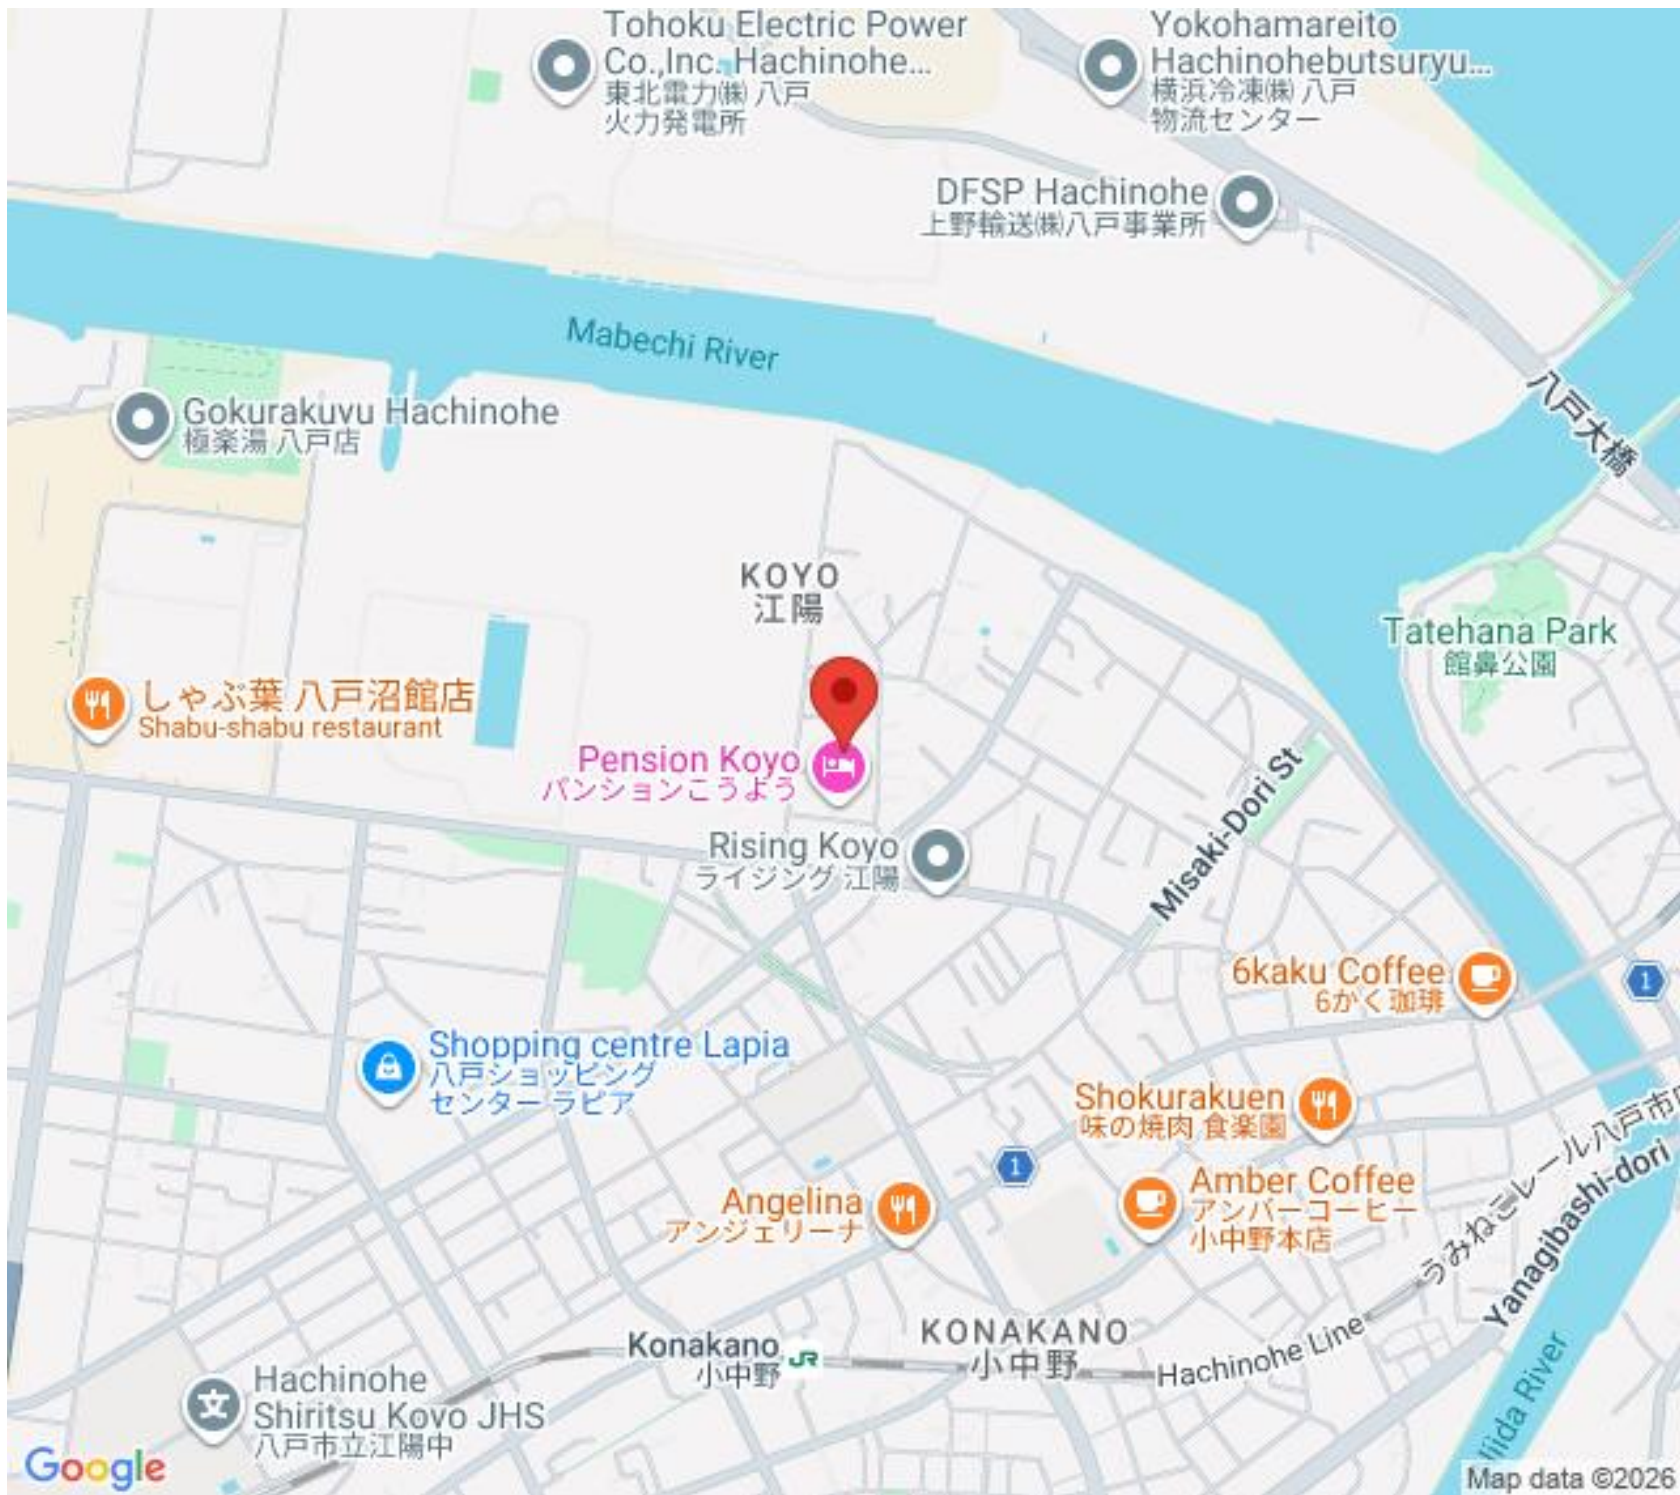 Tohoku Electric Power
Co.,Inc. Hachinohe...
東北電力㈱ 八戸
火力発電所
Yokohamareito
Hachinohebutsuryu...
横浜冷凍㈱ 八戸
物流センター
DFSP Hachinohe
上野輸送㈱八戸事業所
Mabechi River
八戸大橋
Gokurakuyu Hachinohe
極楽湯 八戸店
KOYO
江陽
Tatehana Park
館鼻公園
しゃぶ葉 八戸沼館店
Shabu-shabu restaurant
Pension Koyo
パンションこうよう
Misaki-Dori St
Rising Koyo
ライジング 江陽
6kaku Coffee
6かく珈琲
1
Shopping centre Lapia
八戸ショッピング
センター ラピア
Shokurakuen
味の焼肉 食楽園
1
Amber Coffee
アンバーコーヒー
小中野本店
Angelina
アンジェリーナ
うみねこレール八戸市
Yanagibashi-dori
Konakano
小中野
JR
KONAKANO
小中野
Hachinohe Line
Hachinohe
Shiritsu Koyo JHS
八戸市立江陽中
文
Niida River
Google
Map data ©2026